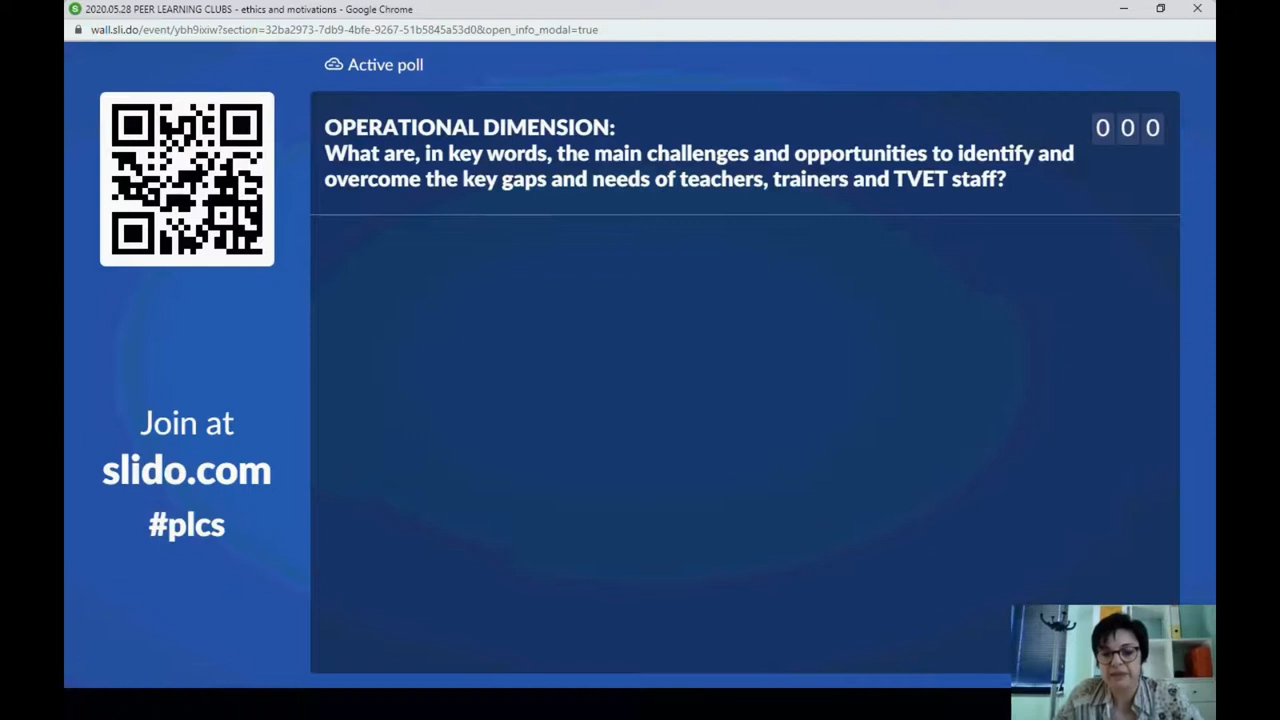 2020.05.28 PEER LEARNING CLUBS - ethics and motivations - Google Chrome
wall.sli.do/event/ybh9ixiw?section=32ba2973-7db9-4bfe-9267-51b5845a53d0&open_info_modal=true
Active poll
OPERATIONAL DIMENSION:
What are, in key words, the main challenges and opportunities to identify and
overcome the key gaps and needs of teachers, trainers and TVET staff?
0 0 0
Join at
slido.com
#plcs